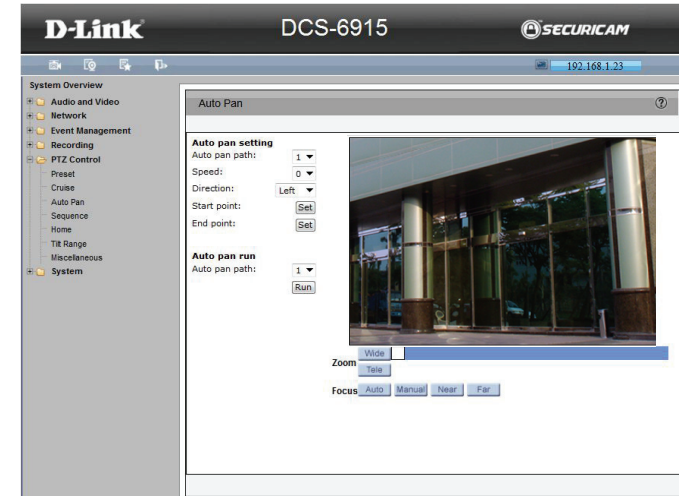 D-Link
DCS-6915
SECURICAM
192.168.1.23
System Overview
Audio and Video
Network
Event Management
Recording
PTZ Control
Preset
Cruise
Auto Pan
Sequence
Home
Tilt Range
Miscellaneous
System
Auto Pan
?
Auto pan setting
Auto pan path: 1
Speed: 0
Direction: Left
Start point: Set
End point: Set
Auto pan run
Auto pan path: 1
Run
Zoom Wide
Tele
Focus Auto Manual Near Far